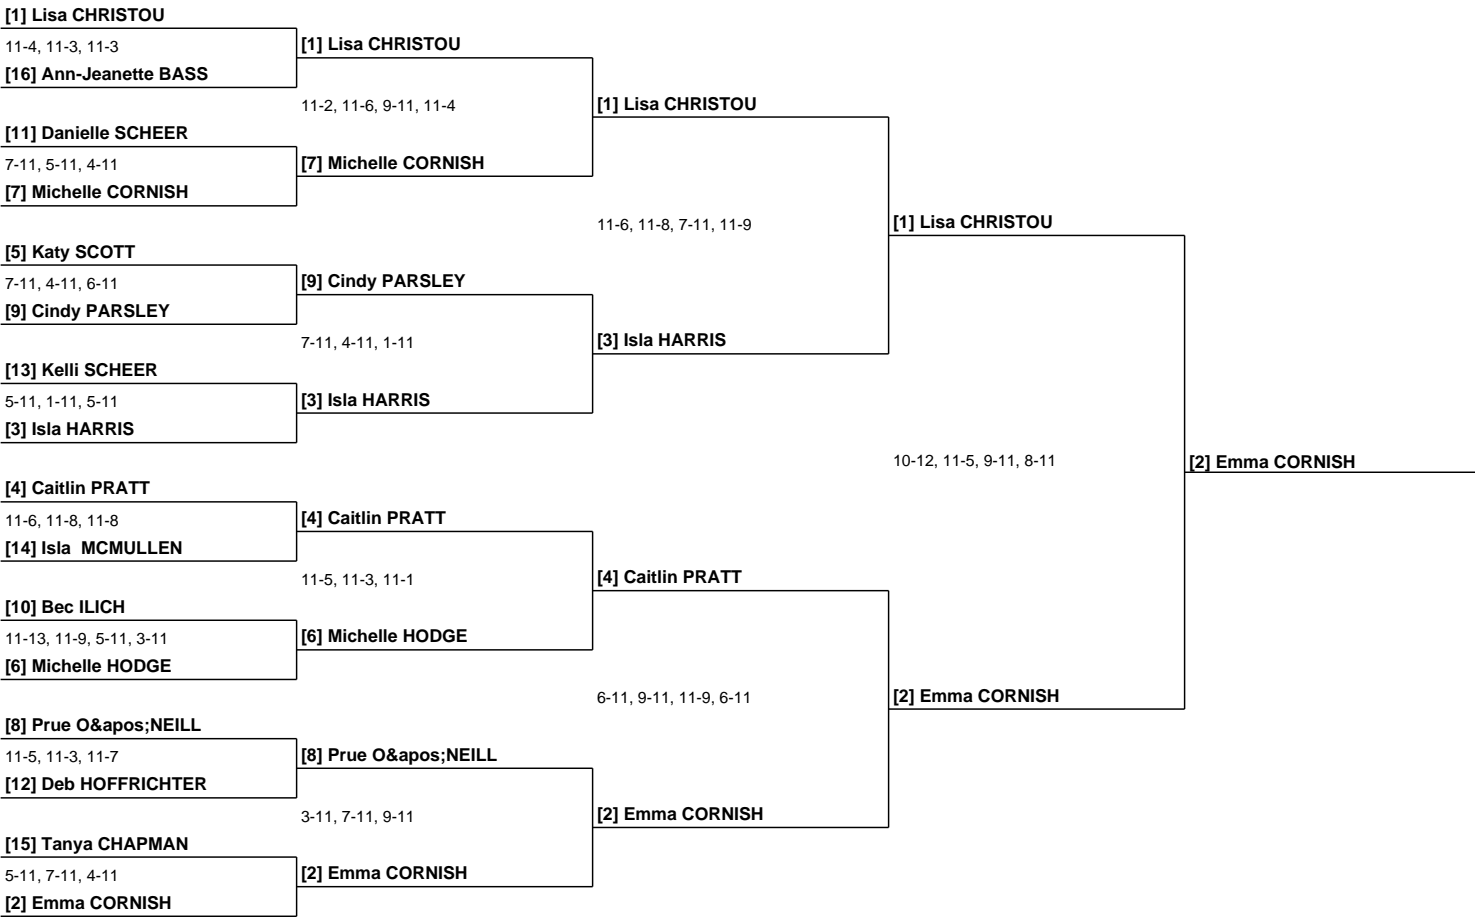 [1] Lisa CHRISTOU
11-4, 11-3, 11-3
[16] Ann-Jeanette BASS
[11] Danielle SCHEER
7-11, 5-11, 4-11
[7] Michelle CORNISH
[5] Katy SCOTT
7-11, 4-11, 6-11
[9] Cindy PARSLEY
[13] Kelli SCHEER
5-11, 1-11, 5-11
[3] Isla HARRIS
[4] Caitlin PRATT
11-6, 11-8, 11-8
[14] Isla  MCMULLEN
[10] Bec ILICH
11-13, 11-9, 5-11, 3-11
[6] Michelle HODGE
[8] Prue O&apos;NEILL
11-5, 11-3, 11-7
[12] Deb HOFFRICHTER
[15] Tanya CHAPMAN
5-11, 7-11, 4-11
[2] Emma CORNISH
[1] Lisa CHRISTOU
11-2, 11-6, 9-11, 11-4
[7] Michelle CORNISH
[9] Cindy PARSLEY
7-11, 4-11, 1-11
[3] Isla HARRIS
[4] Caitlin PRATT
11-5, 11-3, 11-1
[6] Michelle HODGE
[8] Prue O&apos;NEILL
3-11, 7-11, 9-11
[2] Emma CORNISH
[1] Lisa CHRISTOU
11-6, 11-8, 7-11, 11-9
[3] Isla HARRIS
[4] Caitlin PRATT
6-11, 9-11, 11-9, 6-11
[2] Emma CORNISH
[1] Lisa CHRISTOU
10-12, 11-5, 9-11, 8-11
[2] Emma CORNISH
[2] Emma CORNISH